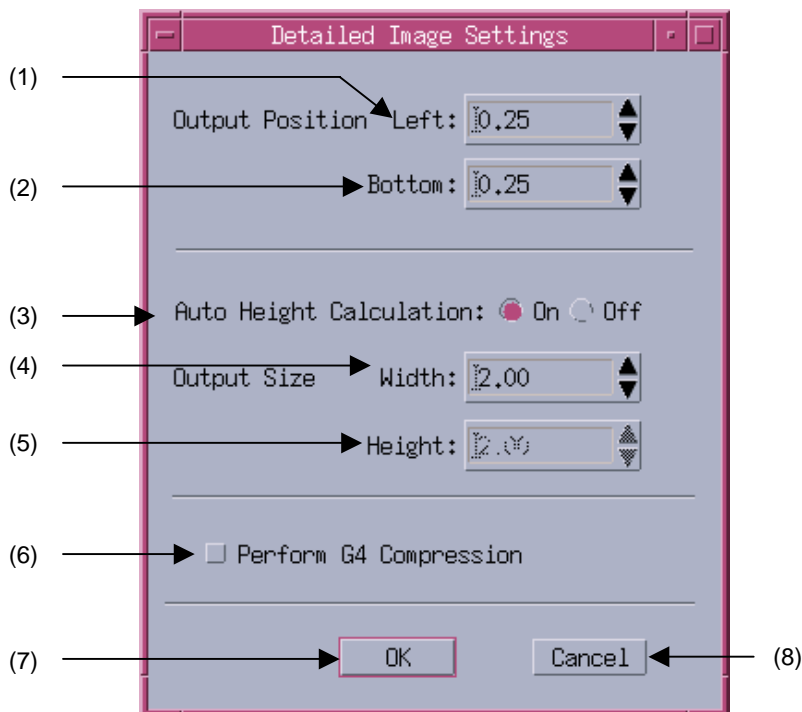 Detailed Image Settings
(1)
Output Position Left: 0.25
(2)
Bottom: 0.25
(3)
Auto Height Calculation: On Off
(4)
Output Size Width: 2.00
(5)
Height:
(6)
Perform G4 Compression
(7)
OK Cancel
(8)